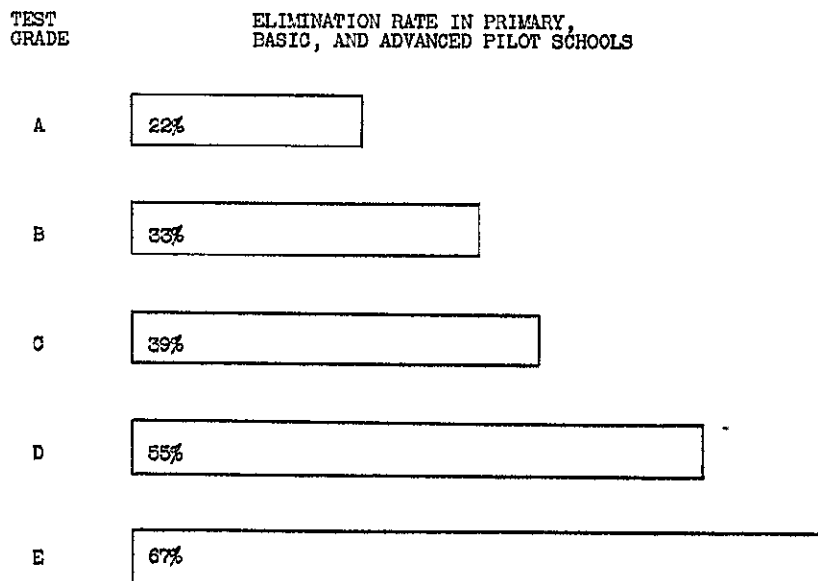 TEST
GRADE
ELIMINATION RATE IN PRIMARY,
BASIC, AND ADVANCED PILOT SCHOOLS
A 22%
B 33%
C 39%
D 55%
E 67%